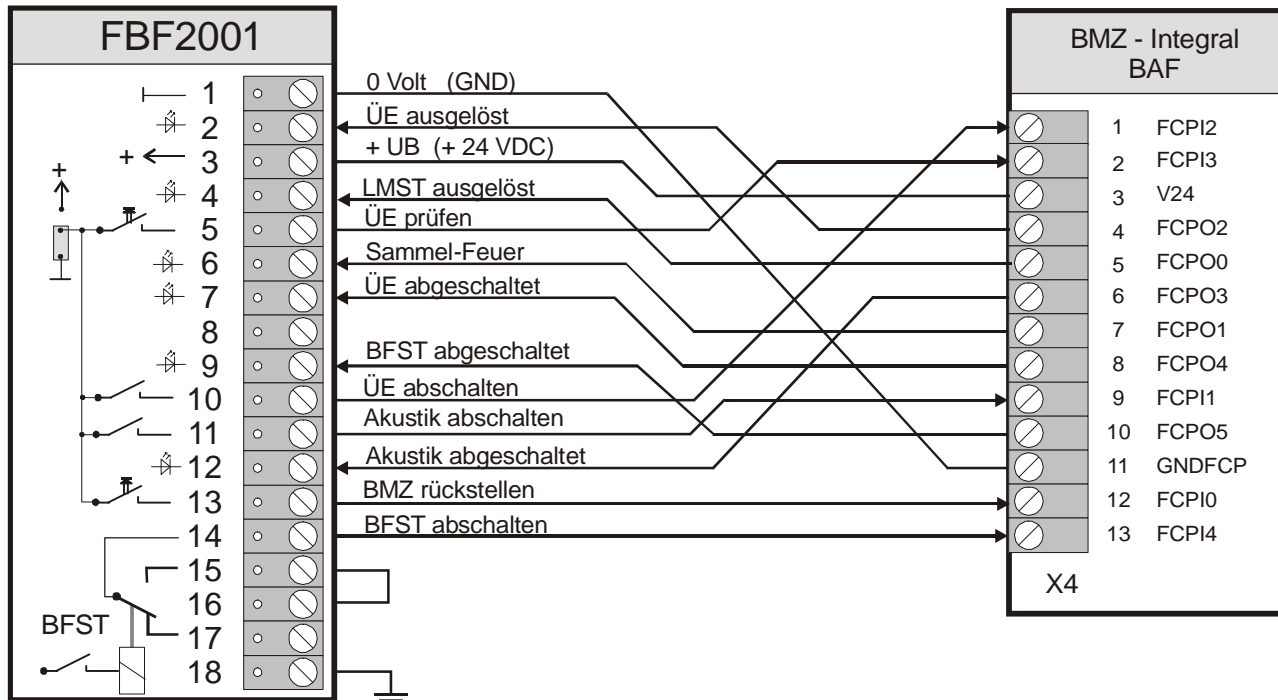 FBF2001
BMZ - Integral
BAF
1
0 Volt (GND)
2
ÜE ausgelöst
1 FCPI2
+ 3
+ UB (+ 24 VDC)
2 FCPI3
+
4
LMST ausgelöst
3 V24
5
ÜE prüfen
4 FCPO2
6
Sammel-Feuer
5 FCPO0
7
ÜE abgeschaltet
6 FCPO3
8
7 FCPO1
9
BFST abgeschaltet
8 FCPO4
10
ÜE abschalten
9 FCPI1
11
Akustik abschalten
10 FCPO5
12
Akustik abgeschaltet
11 GNDFCP
13
BMZ rückstellen
12 FCPI0
14
BFST abschalten
13 FCPI4
15
16
X4
BFST
17
18